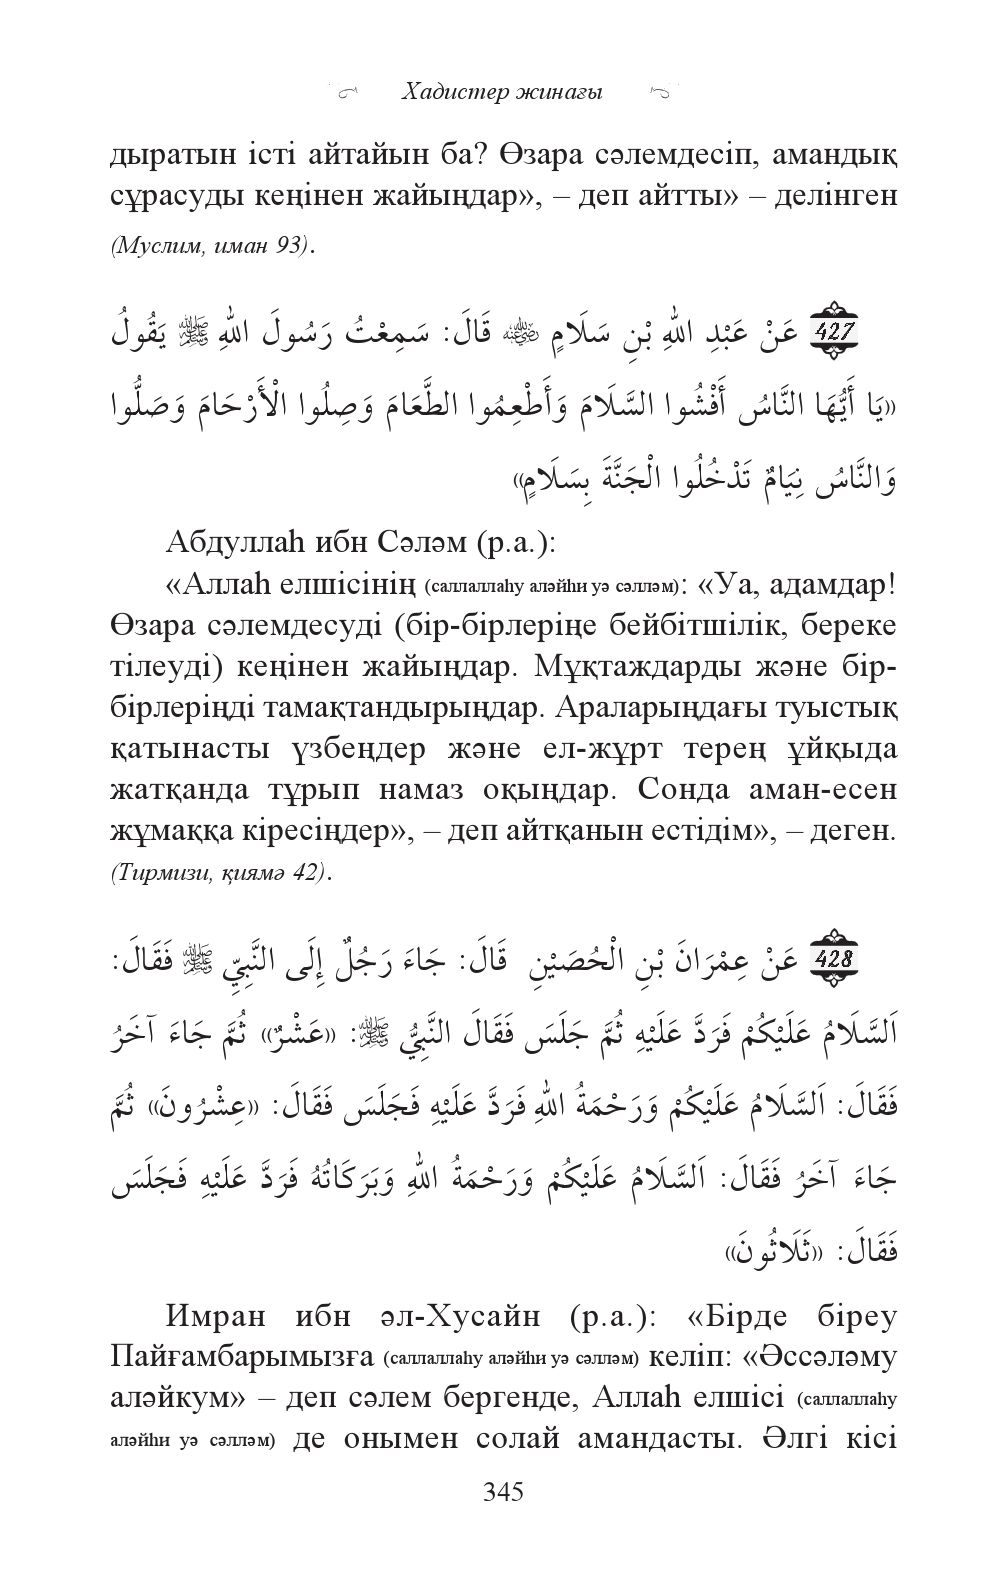 Хадистер жинағы
дыратын істі айтайын ба? Өзара сәлемдесіп, амандық
сұрасуды кеңінен жайыңдар», – деп айтты» – делінген
(Муслим, иман 93).
427 عَنْ عَبْدِ اللهِ بْنِ سَلَامٍ ؓ قَالَ: سَمِعْتُ رَسُولَ اللهِ ﷺ يَقُولُ
«يَا أَيُّهَا النَّاسُ أَفْشُوا السَّلَامَ وَأَطْعِمُوا الطَّعَامَ وَصِلُوا الْأَرْحَامَ وَصَلُّوا
وَالنَّاسُ نِيَامٌ تَدْخُلُوا الْجَنَّةَ بِسَلَامٍ»
Абдуллаһ ибн Сәләм (р.а.):
«Аллаһ елшісінің (саллаллаһу аләйһи уә сәлләм): «Уа, адамдар!
Өзара сәлемдесуді (бір-бірлеріңе бейбітшілік, береке
тілеуді) кеңінен жайыңдар. Мұқтаждарды және бір-
бірлеріңді тамақтандырыңдар. Араларыңдағы туыстық
қатынасты үзбеңдер және ел-жұрт терең ұйқыда
жатқанда тұрып намаз оқыңдар. Сонда аман-есен
жұмаққа кіресіңдер», – деп айтқанын естідім», – деген.
(Тирмизи, қиямә 42).
428 عَنْ عِمْرَانَ بْنِ الْحُصَيْنِ قَالَ: جَاءَ رَجُلٌ إِلَى النَّبِيِّ ﷺ فَقَالَ:
اَلسَّلَامُ عَلَيْكُمْ فَرَدَّ عَلَيْهِ ثُمَّ جَلَسَ فَقَالَ النَّبِيُّ ﷺ: «عَشْرٌ» ثُمَّ جَاءَ آخَرُ
فَقَالَ: اَلسَّلَامُ عَلَيْكُمْ وَرَحْمَةُ اللهِ فَرَدَّ عَلَيْهِ فَجَلَسَ فَقَالَ: «عِشْرُونَ» ثُمَّ
جَاءَ آخَرُ فَقَالَ: اَلسَّلَامُ عَلَيْكُمْ وَرَحْمَةُ اللهِ وَبَرَكَاتُهُ فَرَدَّ عَلَيْهِ فَجَلَسَ
فَقَالَ: «ثَلَاثُونَ»
Имран ибн әл-Хусайн (р.а.): «Бірде біреу
Пайғамбарымызға (саллаллаһу аләйһи уә сәлләм) келіп: «Әссәләму
аләйкум» – деп сәлем бергенде, Аллаһ елшісі (саллаллаһу
аләйһи уә сәлләм) де онымен солай амандасты. Әлгі кісі
345